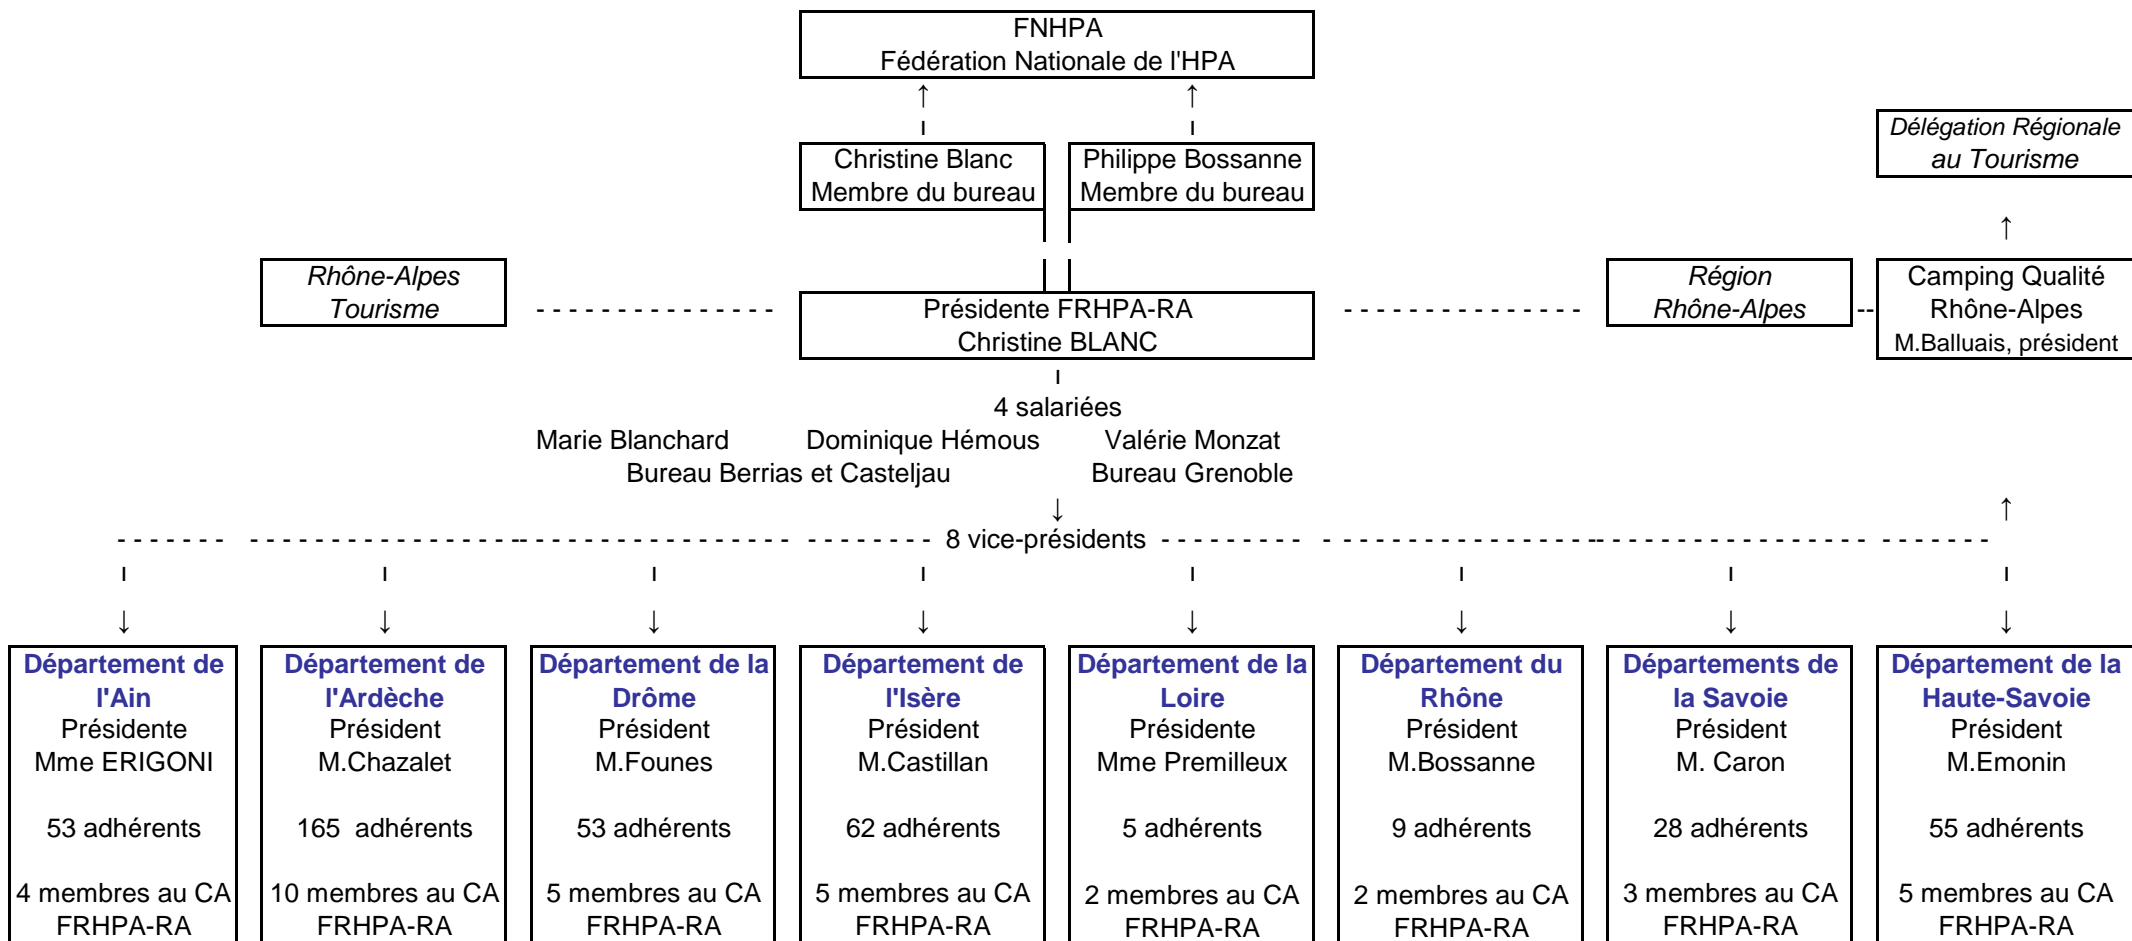 FNHPA
Fédération Nationale de l'HPA
Christine Blanc
Membre du bureau
Philippe Bossanne
Membre du bureau
Délégation Régionale
au Tourisme
Rhône-Alpes
Tourisme
Présidente FRHPA-RA
Christine BLANC
Région
Rhône-Alpes
Camping Qualité
Rhône-Alpes
M.Balluais, président
4 salariées
Marie Blanchard Dominique Hémous Valérie Monzat
Bureau Berrias et Casteljau Bureau Grenoble
8 vice-présidents
Département de
l'Ain
Présidente
Mme ERIGONI
53 adhérents
4 membres au CA
FRHPA-RA
Département de
l'Ardèche
Président
M.Chazalet
165 adhérents
10 membres au CA
FRHPA-RA
Département de la
Drôme
Président
M.Founes
53 adhérents
5 membres au CA
FRHPA-RA
Département de
l'Isère
Président
M.Castillan
62 adhérents
5 membres au CA
FRHPA-RA
Département de la
Loire
Présidente
Mme Premilleux
5 adhérents
2 membres au CA
FRHPA-RA
Département du
Rhône
Président
M.Bossanne
9 adhérents
2 membres au CA
FRHPA-RA
Départements de
la Savoie
Président
M. Caron
28 adhérents
3 membres au CA
FRHPA-RA
Département de la
Haute-Savoie
Président
M.Emonin
55 adhérents
5 membres au CA
FRHPA-RA